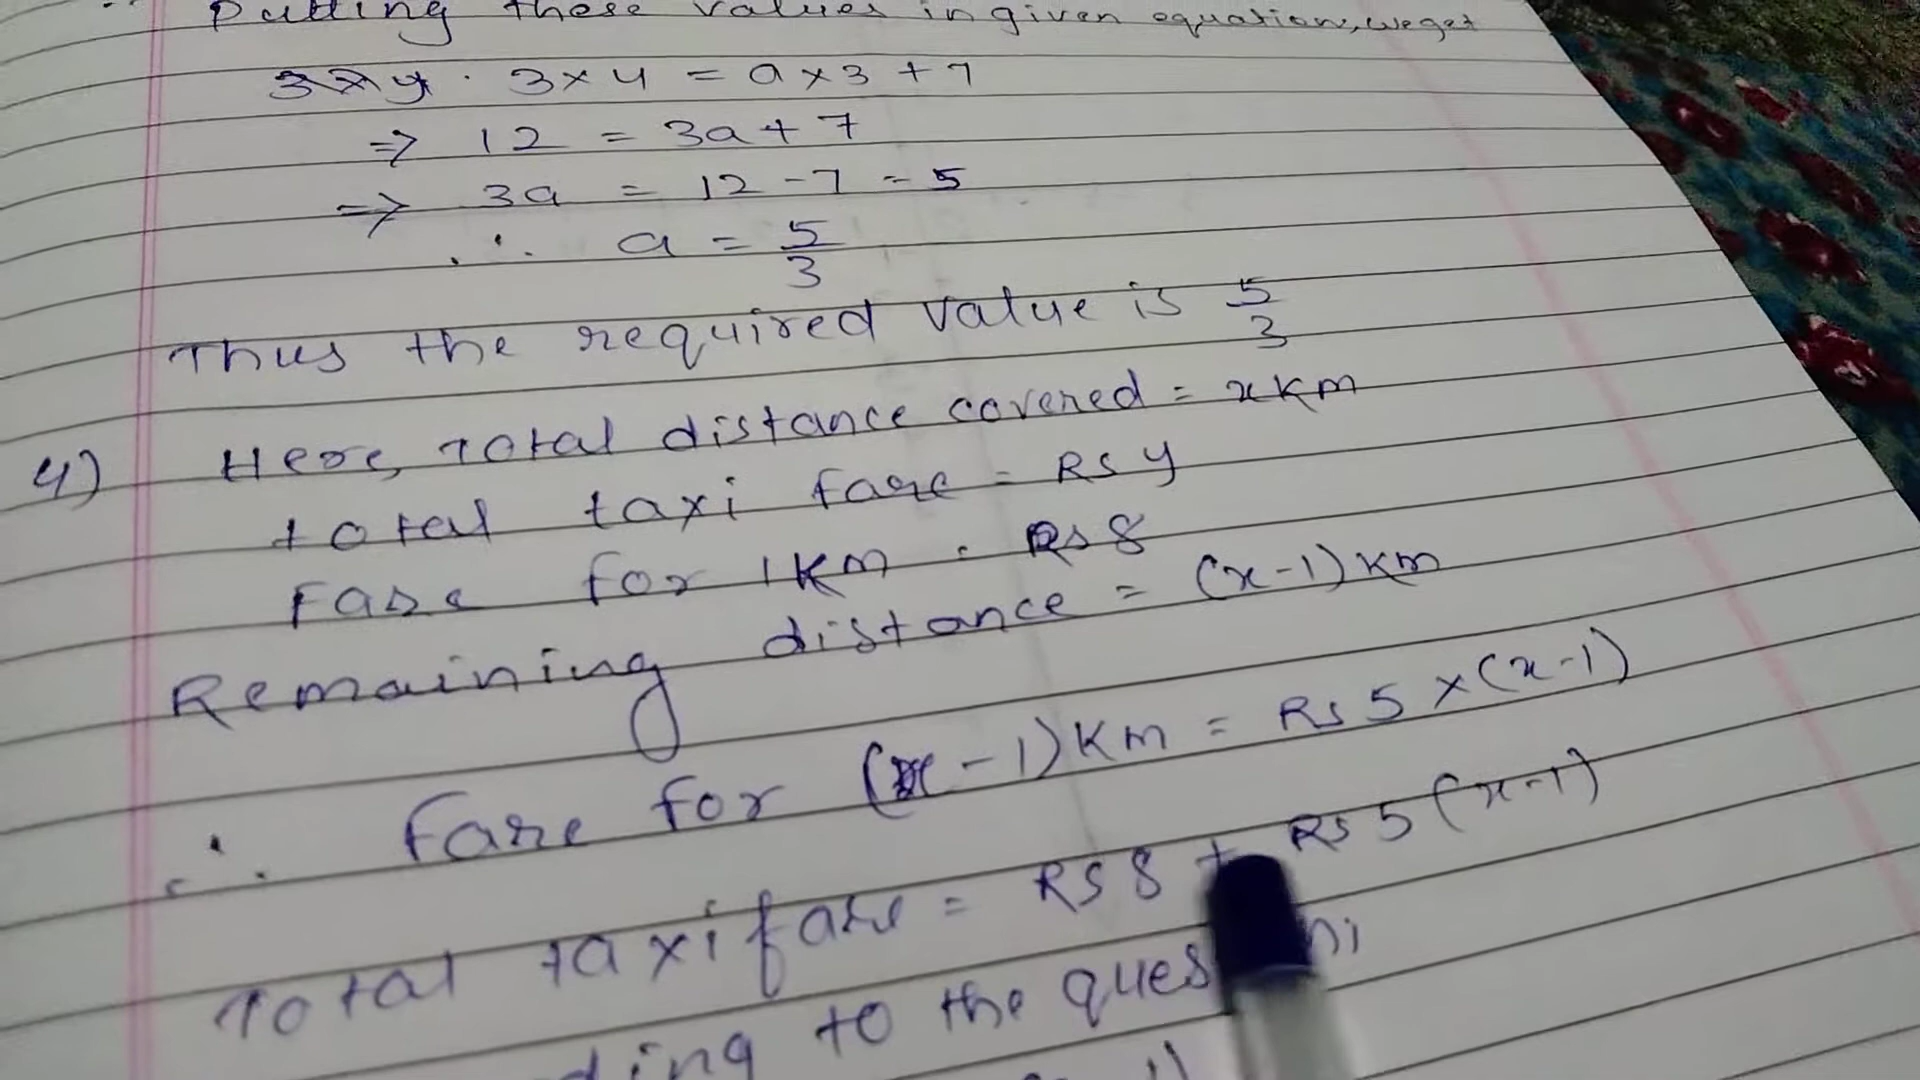 Putting these values in given equation, we get
3×y . 3×4 = a×3+7
=> 12 = 3a+7
=> 3a = 12-7 = 5
∴ a = 5/3
Thus the required value is 5/3
4) Here, total distance covered = x km
total taxi fare = Rs y
Fare for 1 km = Rs 8
Remaining distance = (x-1) km
∴ Fare for (x-1) km = Rs 5 × (x-1)
Total taxi fare = Rs 8 + Rs 5(x-1)
to the